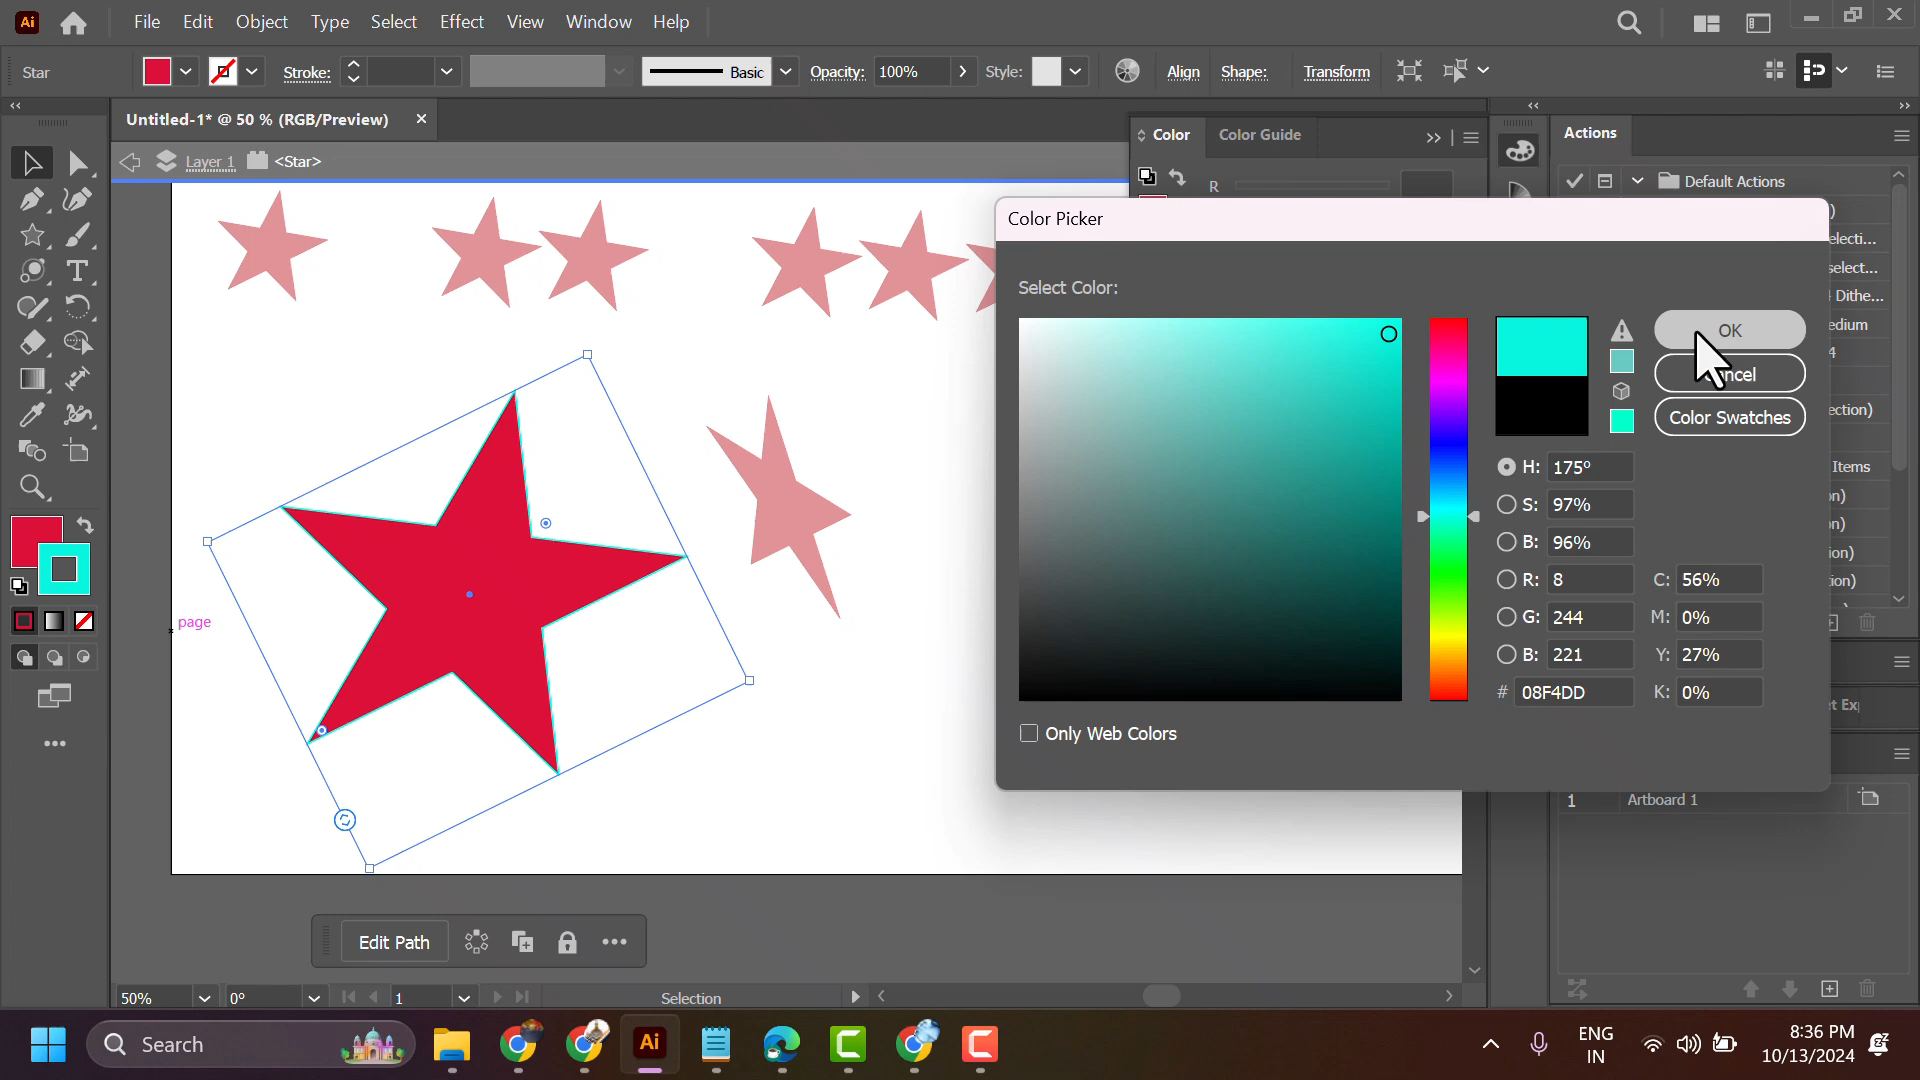 Ai File Edit Object Type Select Effect View Window Help
Star Stroke: Basic Opacity: 100% Style: Align Shape: Transform
Untitled-1* @ 50 % (RGB/Preview)
Layer 1 <Star>
Color Color Guide
R
Actions
Default Actions
Color Picker
Select Color:
OK
Cancel
Color Swatches
H: 175°
S: 97%
B: 96%
R: 8
G: 244
B: 221
# 08F4DD
C: 56%
M: 0%
Y: 27%
K: 0%
Only Web Colors
page
T
Items
1 Artboard 1
Edit Path
50% 0° 1 Selection
Search
Ai
ENG
IN
8:36 PM
10/13/2024